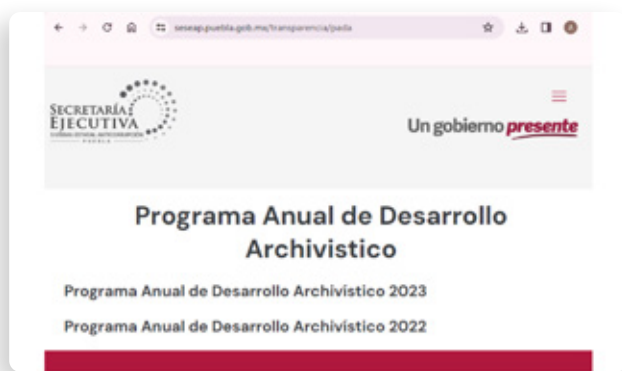 seseap.puebla.gob.mx/transparencia/pada
SECRETARÍA
EJECUTIVA
PUEBLA
Un gobierno presente
Programa Anual de Desarrollo
Archivistico
Programa Anual de Desarrollo Archivístico 2023
Programa Anual de Desarrollo Archivístico 2022